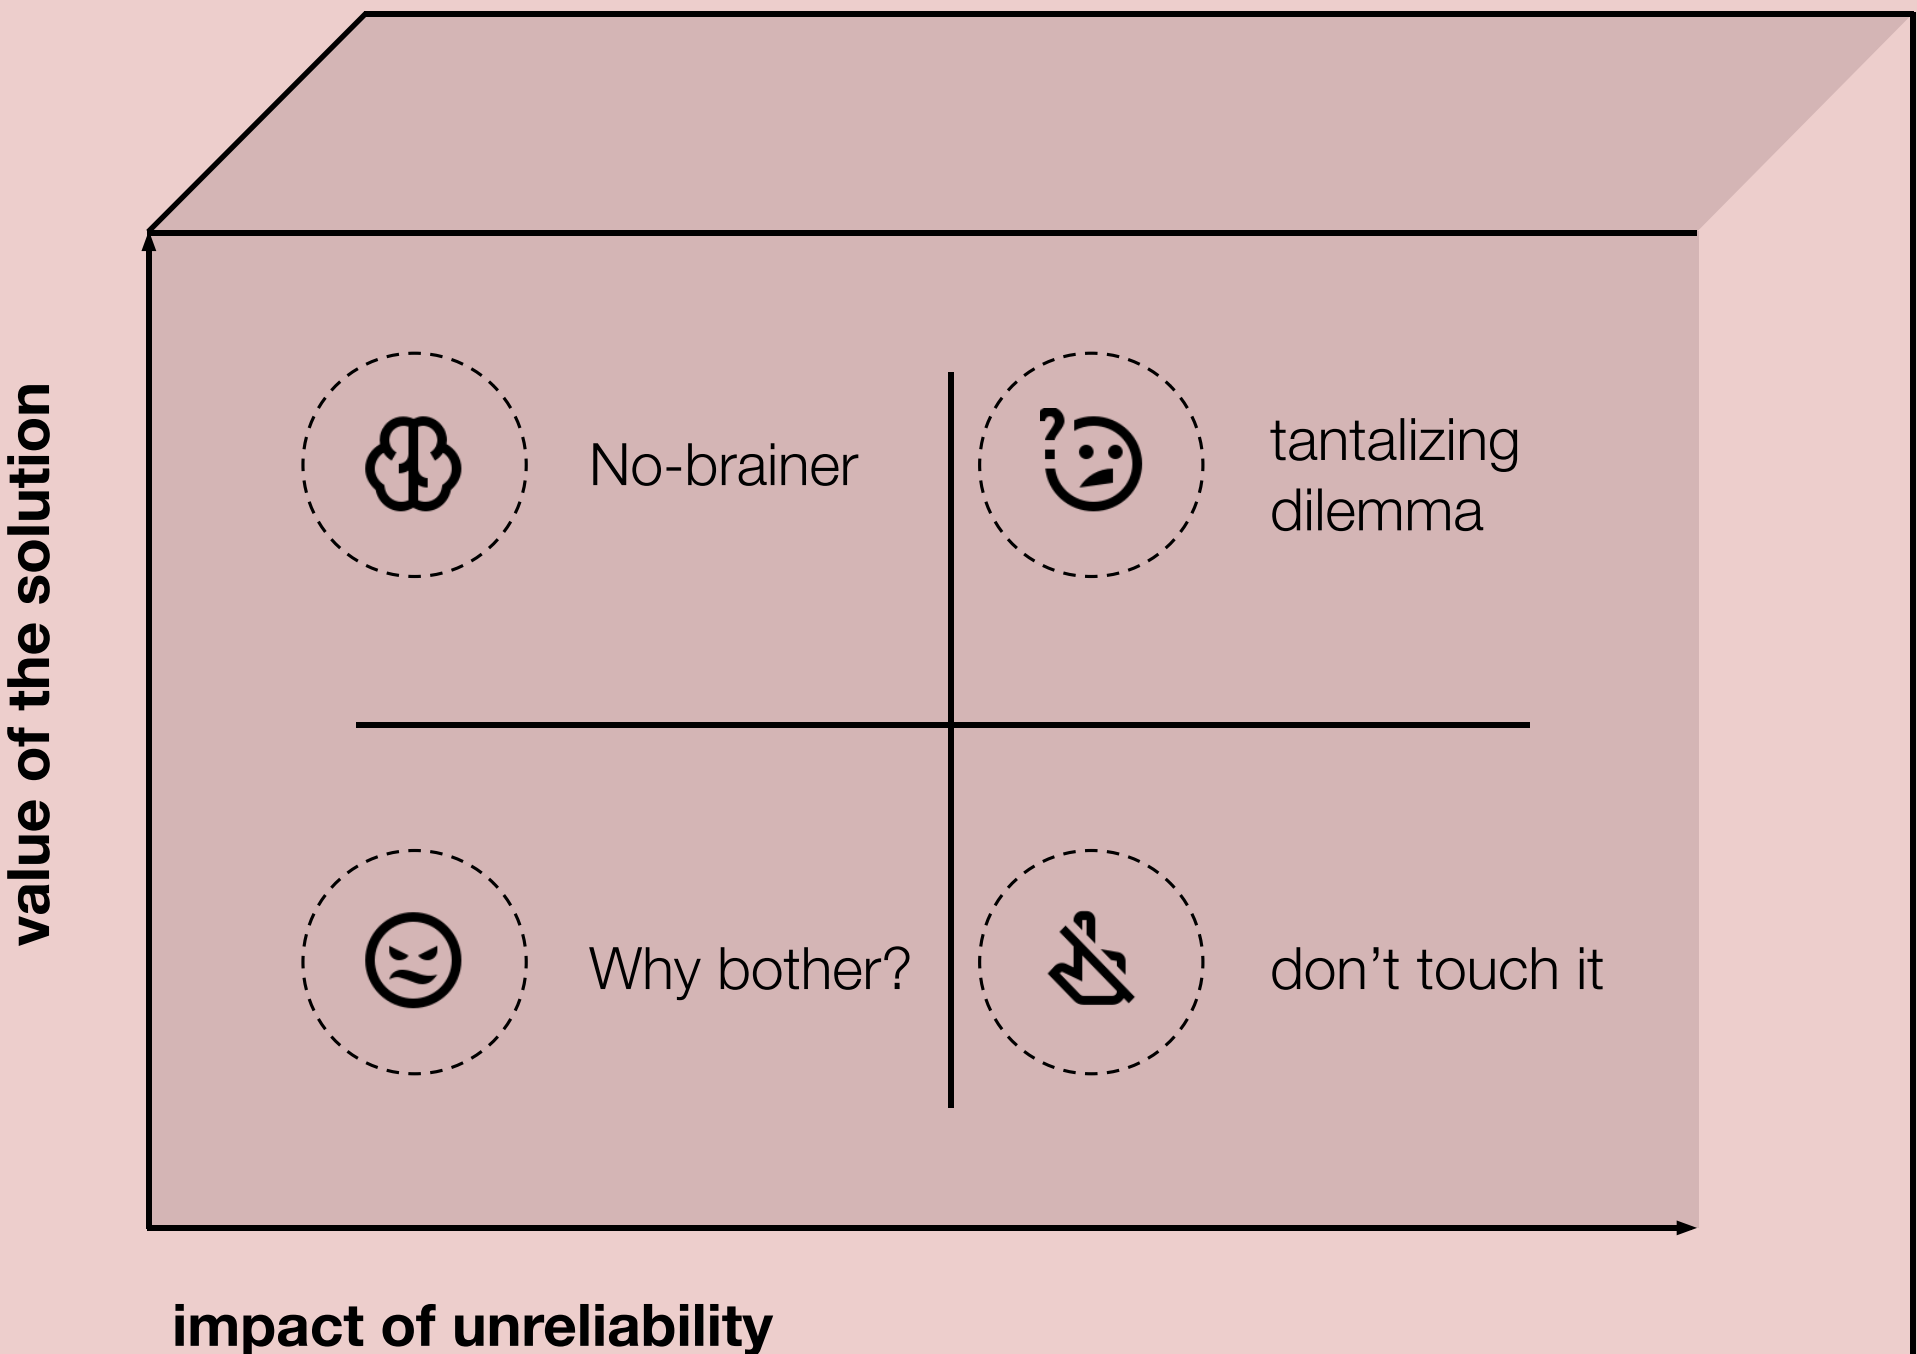 value of the solution
No-brainer
tantalizing
dilemma
Why bother?
don’t touch it
impact of unreliability